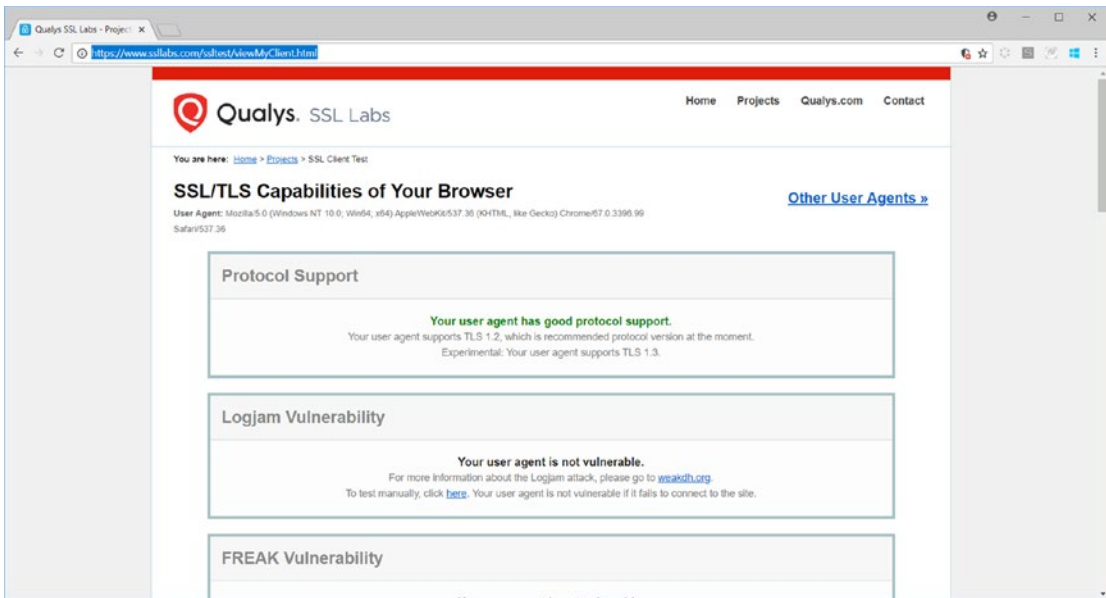 Qualys SSL Labs - Project
https://www.ssllabs.com/ssltest/viewMyClient.html
Qualys. SSL Labs
Home Projects Qualys.com Contact
You are here: Home > Projects > SSL Client Test
SSL/TLS Capabilities of Your Browser
Other User Agents »
User Agent: Mozilla/5.0 (Windows NT 10.0; Win64; x64) AppleWebKit/537.36 (KHTML, like Gecko) Chrome/67.0.3396.99
Safari/537.36
Protocol Support
Your user agent has good protocol support.
Your user agent supports TLS 1.2, which is recommended protocol version at the moment.
Experimental: Your user agent supports TLS 1.3.
Logjam Vulnerability
Your user agent is not vulnerable.
For more information about the Logjam attack, please go to weakdh.org.
To test manually, click here. Your user agent is not vulnerable if it fails to connect to the site.
FREAK Vulnerability